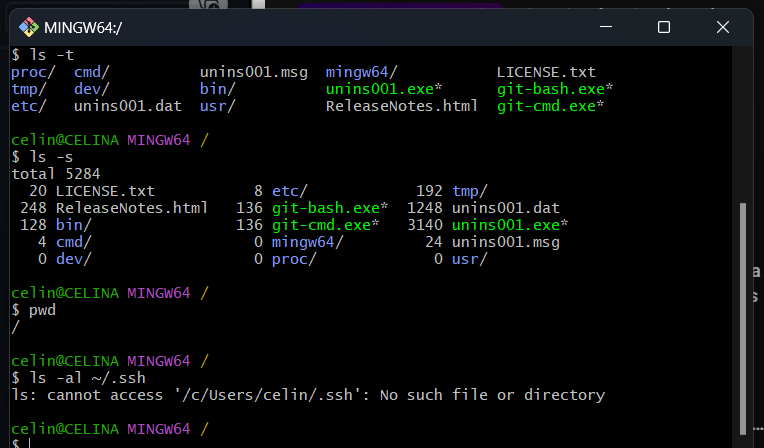 MINGW64:/
$ ls -t
proc/  cmd/           unins001.msg  mingw64/           LICENSE.txt
tmp/   dev/           bin/          unins001.exe*      git-bash.exe*
etc/   unins001.dat   usr/          ReleaseNotes.html  git-cmd.exe*
celin@CELINA MINGW64 /
$ ls -s
total 5284
  20 LICENSE.txt            8 etc/            192 tmp/
 248 ReleaseNotes.html    136 git-bash.exe*  1248 unins001.dat
 128 bin/                 136 git-cmd.exe*   3140 unins001.exe*
   4 cmd/                   0 mingw64/         24 unins001.msg
   0 dev/                   0 proc/             0 usr/
celin@CELINA MINGW64 /
$ pwd
/
celin@CELINA MINGW64 /
$ ls -al ~/.ssh
ls: cannot access '/c/Users/celin/.ssh': No such file or directory
celin@CELINA MINGW64 /
$